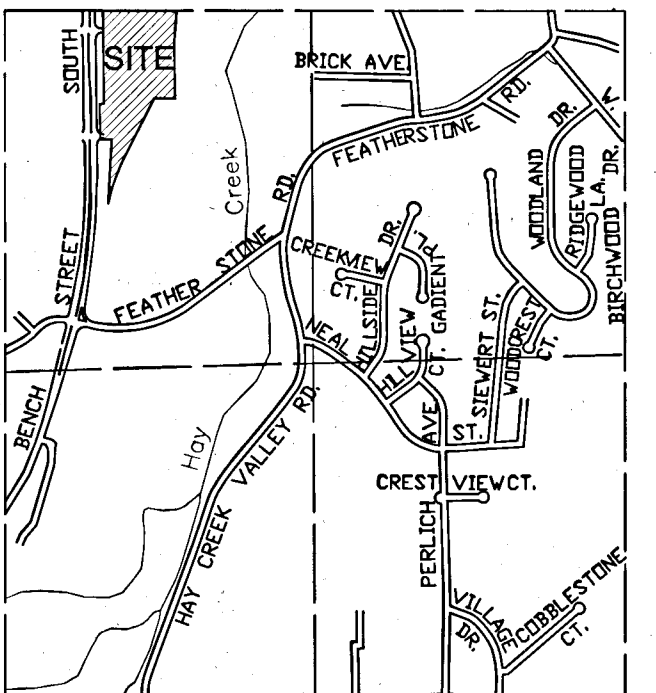 SOUTH
SITE
BRICK AVE.
FEATHERSTONE
RD.
WOODLAND
DR.
W.
RIDGEWOOD
LA.
BIRCHWOOD
DR.
Creek
RD.
FEATHER STONE
STREET
CREEKVIEW
CT.
HILLSIDE
DR.
GADIENT
PL.
NEAL
HILL VIEW
CT.
SIEWERT ST.
WOODCREST
CT.
BENCH
Hay
HAY CREEK VALLEY RD.
AVE
ST.
CREST VIEW CT.
PERLICH
VILLAGE
DR.
COBBLESTONE
CT.